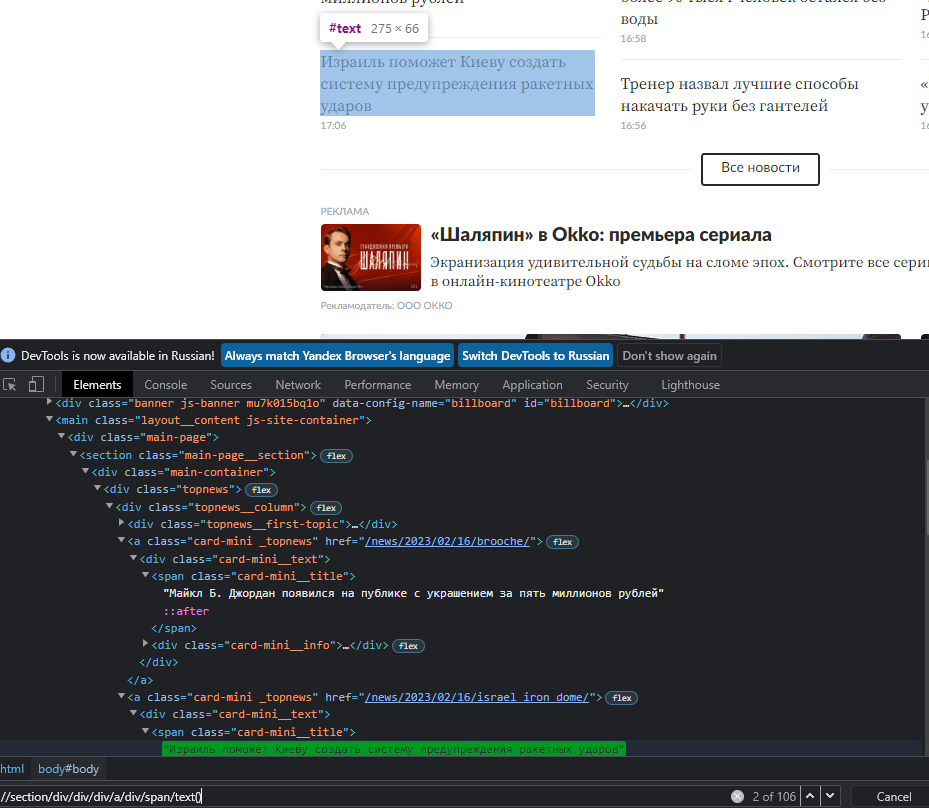 #text 275 × 66
воды
16:58
Израиль поможет Киеву создать
систему предупреждения ракетных
ударов
17:06
Тренер назвал лучшие способы
накачать руки без гантелей
16:56
Все новости
РЕКЛАМА
ГРАНДИОЗНАЯ ПРЕМЬЕРА
ШАЛЯПИН
«Шаляпин» в Okko: премьера сериала
Экранизация удивительной судьбы на сломе эпох. Смотрите все сери
в онлайн-кинотеатре Okko
Рекламодатель: ООО ОККО
DevTools is now available in Russian! Always match Yandex Browser's language Switch DevTools to Russian Don't show again
Elements Console Sources Network Performance Memory Application Security Lighthouse
<div class="banner js-banner mu7k015bq1o" data-config-name="billboard" id="billboard">…</div>
<main class="layout__content js-site-container">
<div class="main-page">
<section class="main-page__section"> flex
<div class="main-container">
<div class="topnews"> flex
<div class="topnews__column"> flex
<div class="topnews__first-topic">…</div>
<a class="card-mini _topnews" href="/news/2023/02/16/brooche/"> flex
<div class="card-mini__text">
<span class="card-mini__title">
"Майкл Б. Джордан появился на публике с украшением за пять миллионов рублей"
::after
</span>
<div class="card-mini__info">…</div> flex
</div>
</a>
<a class="card-mini _topnews" href="/news/2023/02/16/israel_iron_dome/"> flex
<div class="card-mini__text">
<span class="card-mini__title">
"Израиль поможет Киеву создать систему предупреждения ракетных ударов"
html body#body
//section/div/div/div/a/div/span/text() 2 of 106 Cancel